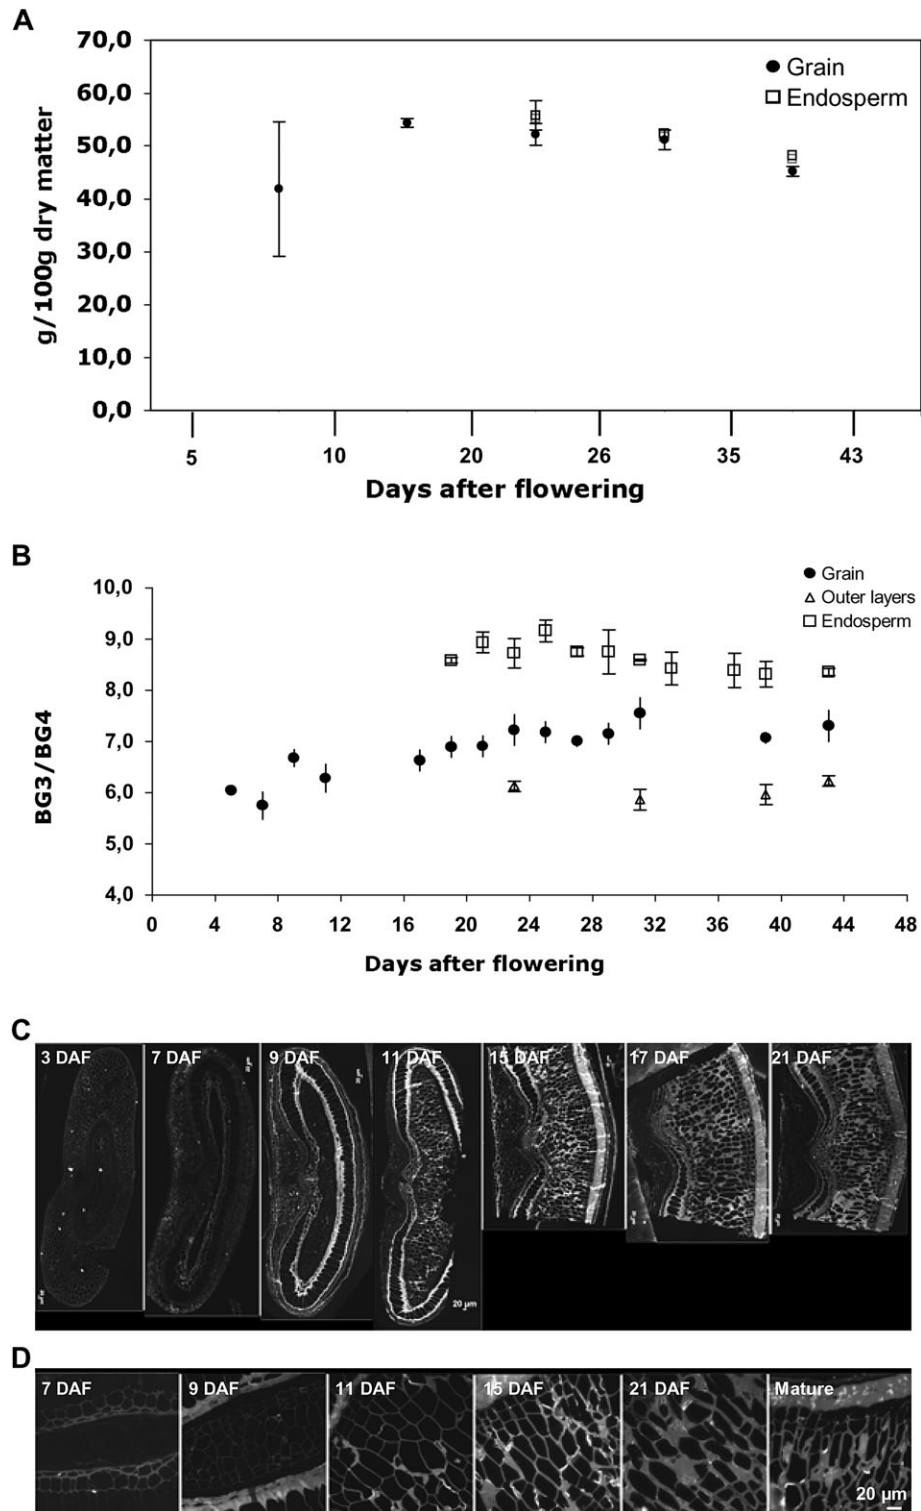 A
70,0
60,0
50,0
40,0
30,0
20,0
10,0
0,0
g/100g dry matter
Grain
Endosperm
5 10 20 26 35 43
Days after flowering
B
10,0
9,0
8,0
7,0
6,0
5,0
4,0
BG3/BG4
Grain
Outer layers
Endosperm
0 4 8 12 16 20 24 28 32 36 40 44 48
Days after flowering
C
3 DAF 7 DAF 9 DAF 11 DAF 15 DAF 17 DAF 21 DAF
20 µm
D
7 DAF 9 DAF 11 DAF 15 DAF 21 DAF Mature
20 µm